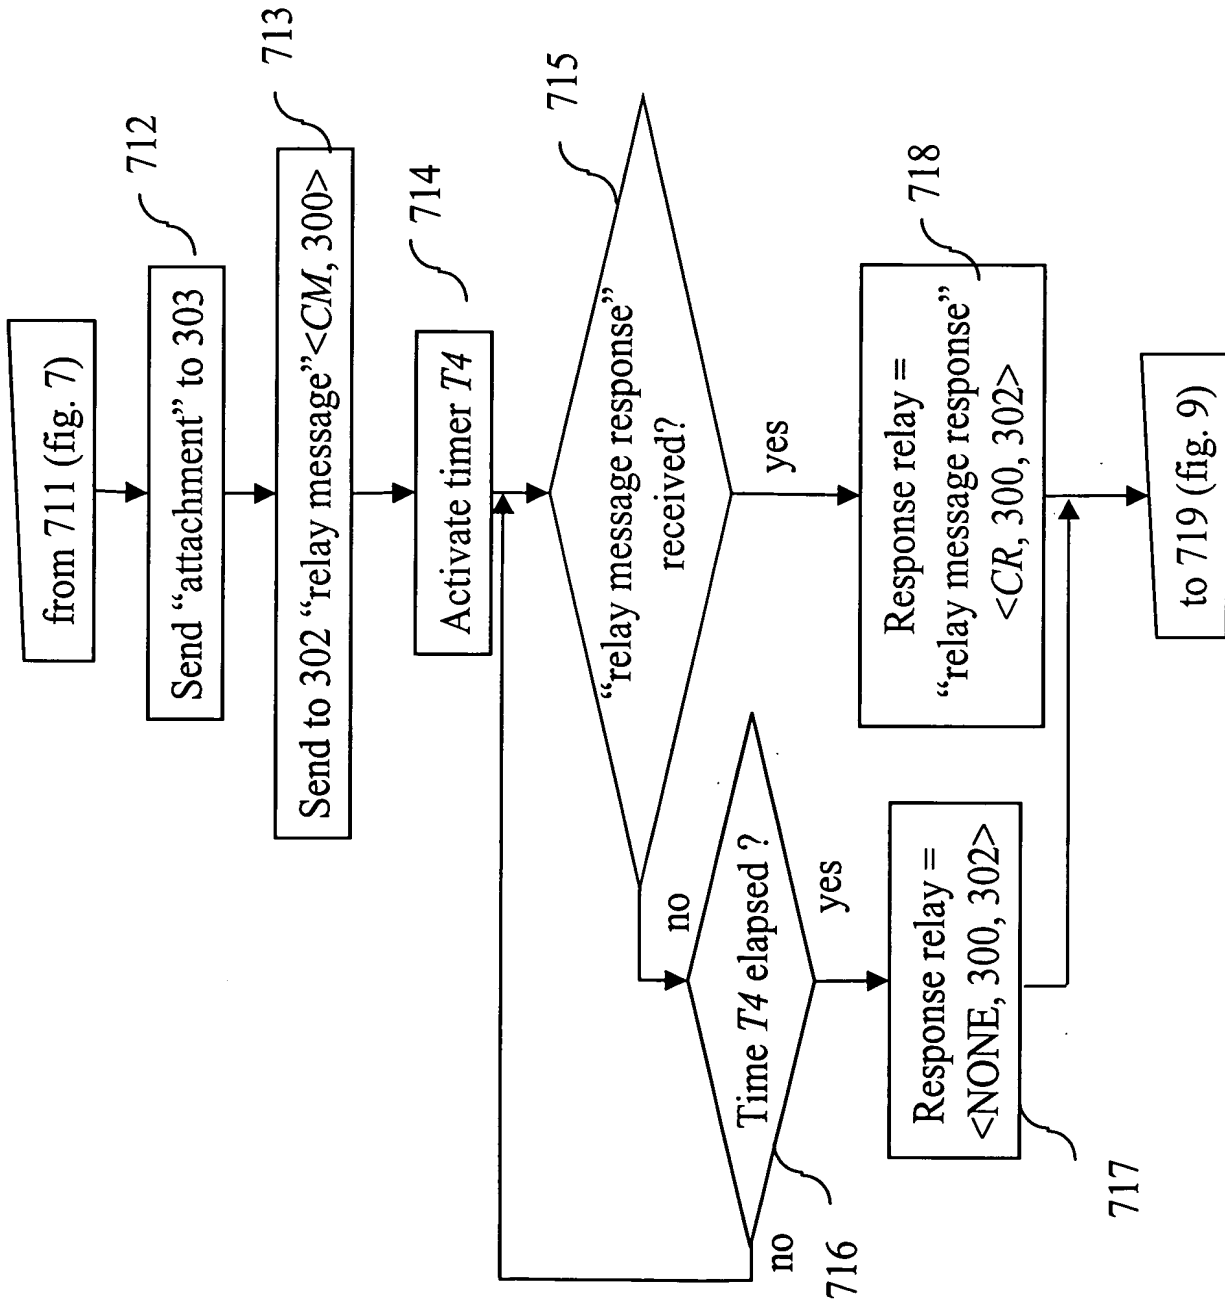 from 711 (fig. 7)
712
Send “attachment” to 303
713
Send to 302 “relay message”<CM, 300>
714
Activate timer T4
715
“relay message response”
received?
no
yes
716
Time T4 elapsed ?
no
yes
717
Response relay =
<NONE, 300, 302>
718
Response relay =
“relay message response”
<CR, 300, 302>
to 719 (fig. 9)